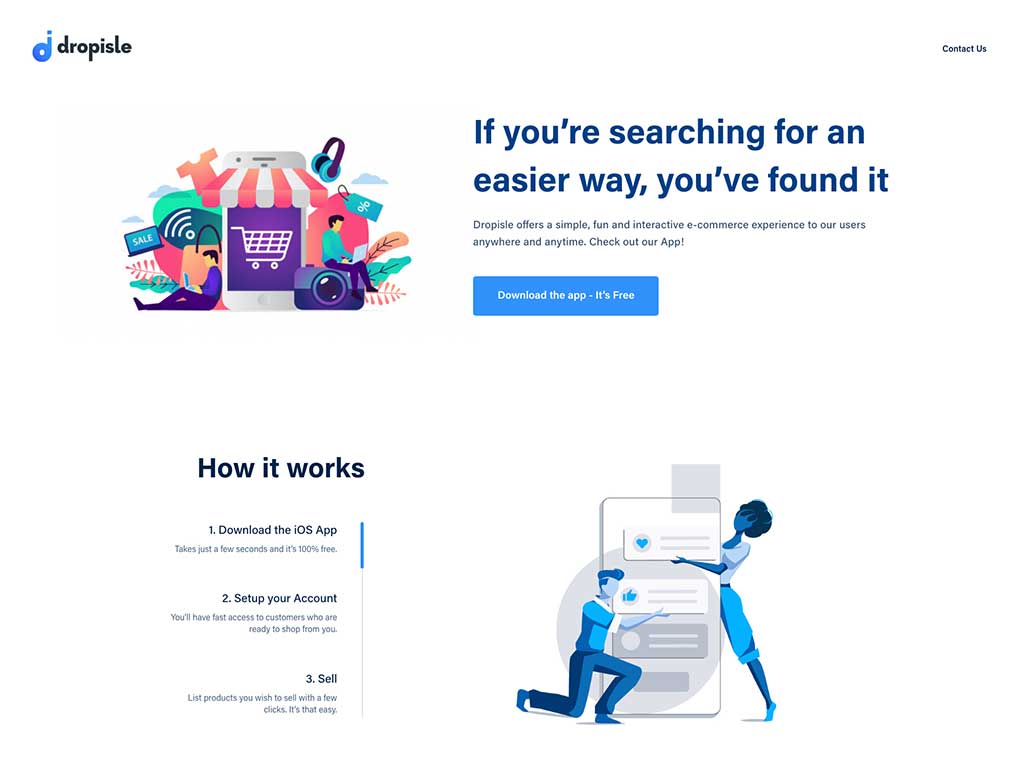 dropisle
Contact Us
If you’re searching for an
easier way, you’ve found it
Dropisle offers a simple, fun and interactive e-commerce experience to our users
anywhere and anytime. Check out our App!
Download the app - It’s Free
SALE
%
How it works
1. Download the iOS App
Takes just a few seconds and it’s 100% free.
2. Setup your Account
You’ll have fast access to customers who are
ready to shop from you.
3. Sell
List products you wish to sell with a few
clicks. It’s that easy.